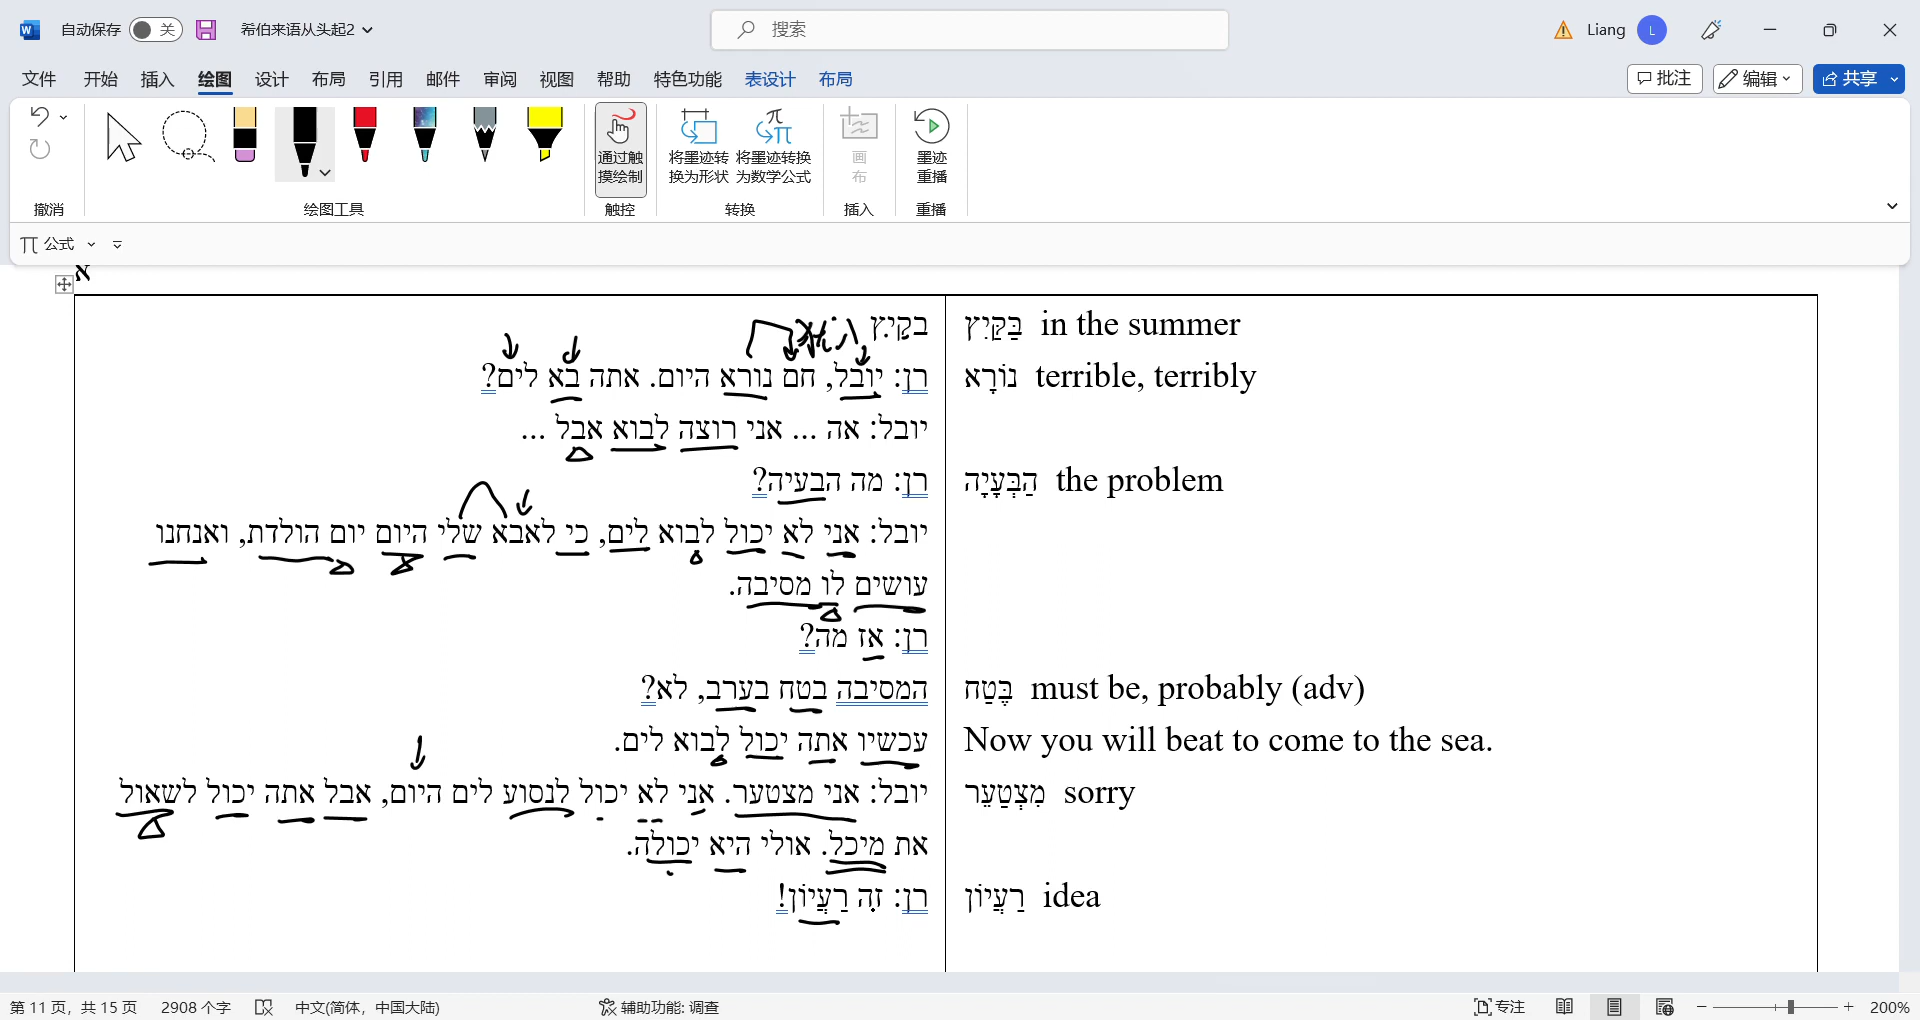 自动保存 关 希伯来语从头起2 搜索 Liang L
文件 开始 插入 绘图 设计 布局 引用 邮件 审阅 视图 帮助 特色功能 表设计 布局 批注 编辑 共享
通过触摸绘制 将墨迹转换为形状 将墨迹转换为数学公式 画布 墨迹重播
撤消 绘图工具 触控 转换 插入 重播
公式
א
בקַיִץ
בַּקַּיִץ in the summer
רן: יובל, חם נורא היום. אתה בא לים?
נוֹרָא terrible, terribly
יובל: אה ... אני רוצה לבוא אבל ...
רן: מה הבעיה?
הַבְּעָיָה the problem
יובל: אני לא יכול לבוא לים, כי לאבא שלי היום יום הולדת, ואנחנו
עושים לו מסיבה.
רן: אז מה?
המסיבה בטח בערב, לא?
בֶּטַח must be, probably (adv)
עכשיו אתה יכול לבוא לים.
Now you will beat to come to the sea.
יובל: אני מצטער. אני לא יכול לנסוע לים היום, אבל אתה יכול לשאול
מִצְטַעֵר sorry
את מיכל. אולי היא יכולה.
רן: זֶה רַעֲיוֹן!
רַעֲיוֹן idea
第 11 页，共 15 页 2908 个字 中文(简体，中国大陆) 辅助功能: 调查 专注 200%